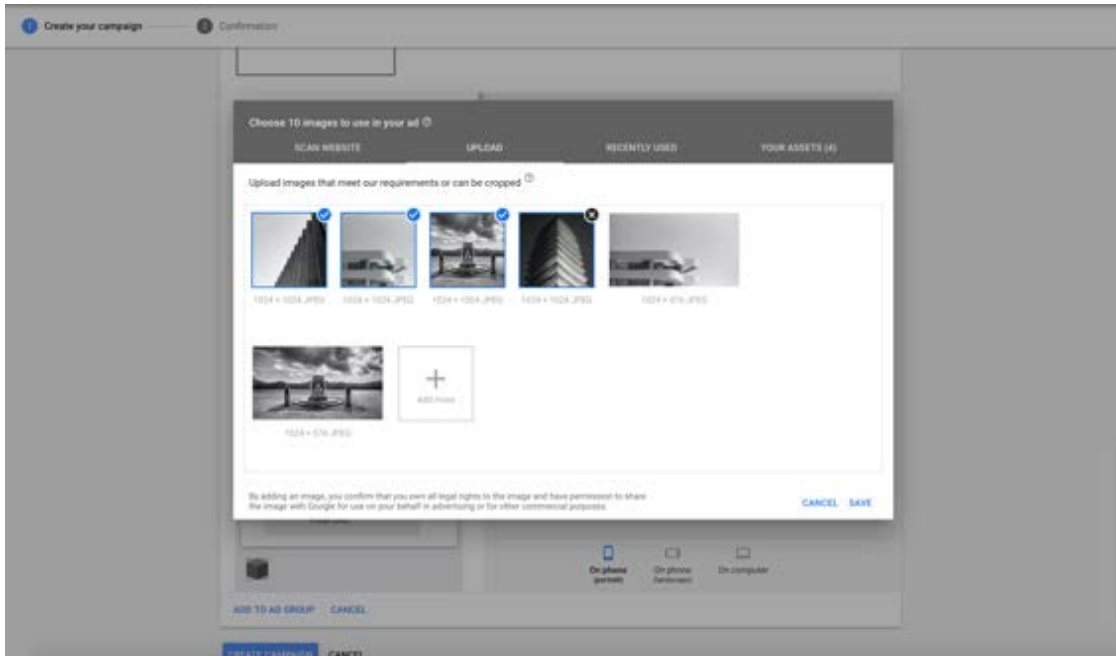 Create your campaign
Confirmation
Choose 10 images to use in your ad
SCAN WEBSITE
UPLOAD
RECENTLY USED
YOUR ASSETS (4)
Upload images that meet our requirements or can be cropped
1024 × 1024 JPEG
1024 × 1024 JPEG
1024 × 1024 JPEG
1024 × 1024 JPEG
1024 × 576 JPEG
1024 × 576 JPEG
Add more
By adding an image, you confirm that you own all legal rights to the image and have permission to share
the image with Google for use on your behalf in advertising or for other commercial purposes.
CANCEL
SAVE
On phone
(portrait)
On phone
(landscape)
On computer
ADD TO AD GROUP
CANCEL
CREATE CAMPAIGN
CANCEL